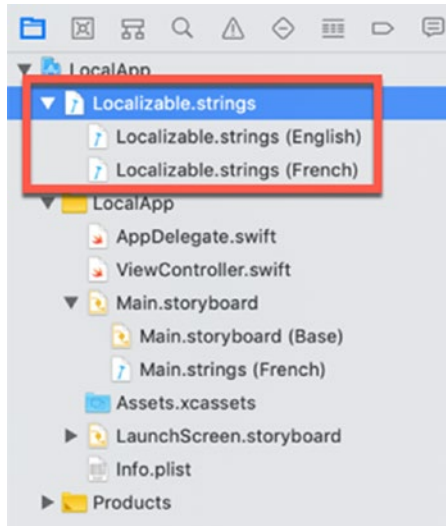 LocalApp
Localizable.strings
Localizable.strings (English)
Localizable.strings (French)
LocalApp
AppDelegate.swift
ViewController.swift
Main.storyboard
Main.storyboard (Base)
Main.strings (French)
Assets.xcassets
LaunchScreen.storyboard
Info.plist
Products